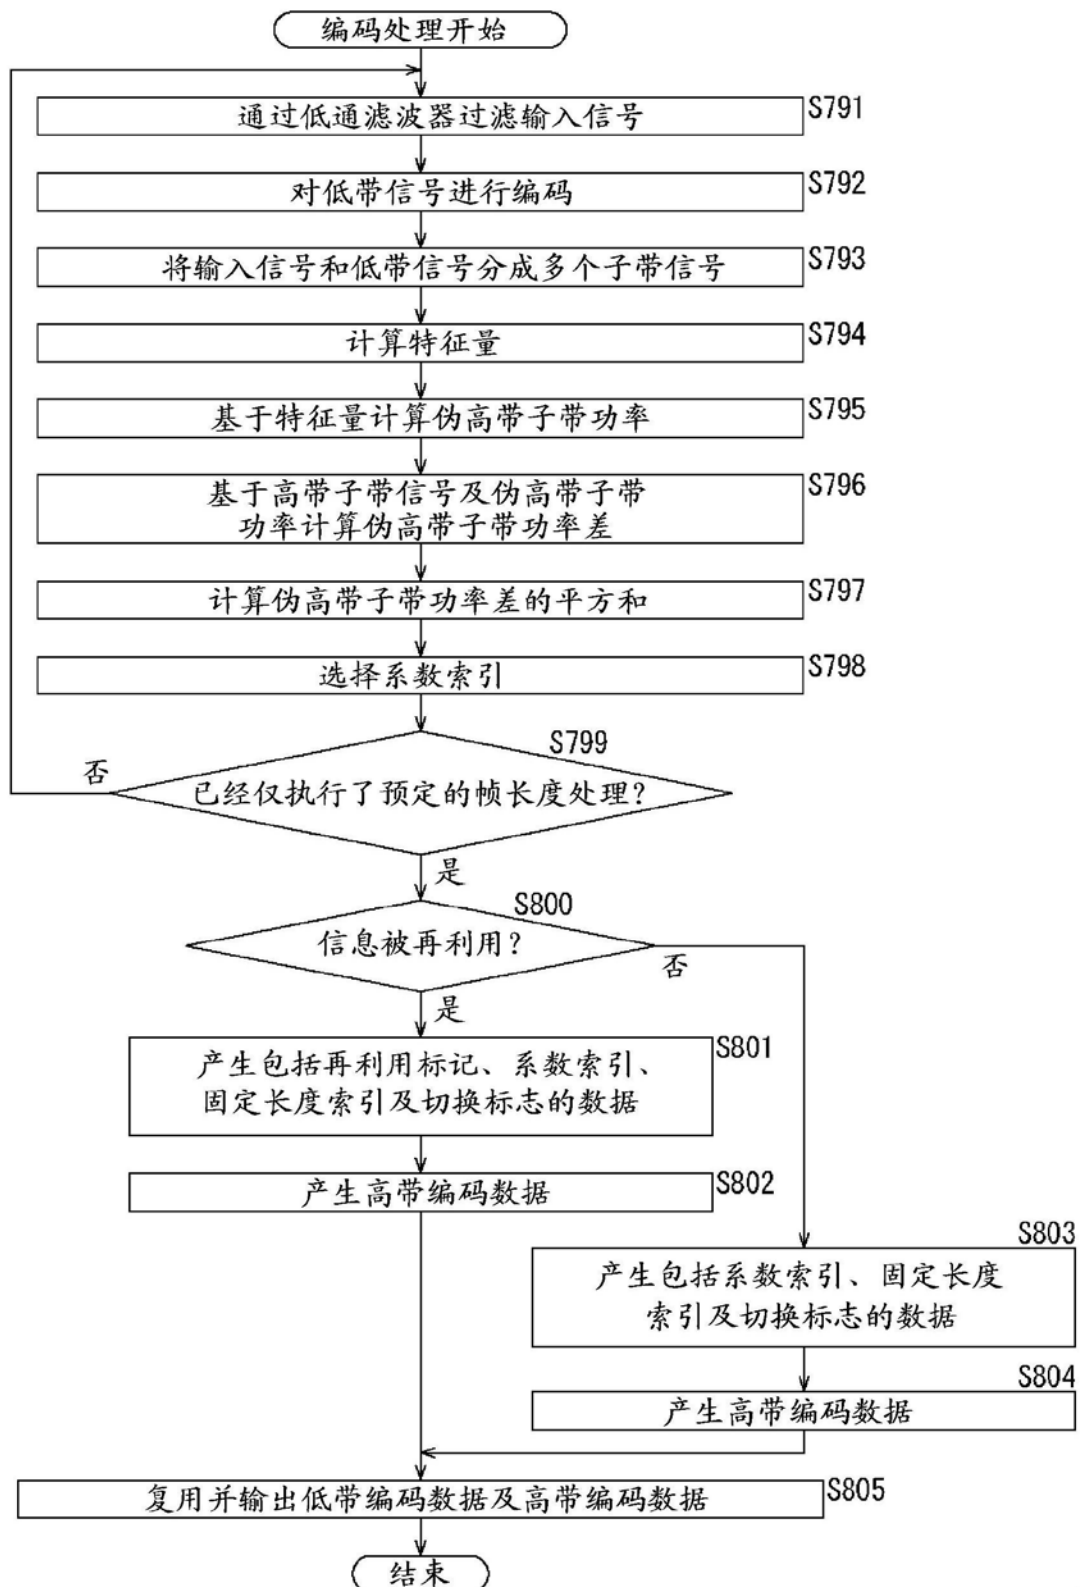 编码处理开始
通过低通滤波器过滤输入信号
S791
对低带信号进行编码
S792
将输入信号和低带信号分成多个子带信号
S793
计算特征量
S794
基于特征量计算伪高带子带功率
S795
基于高带子带信号及伪高带子带
功率计算伪高带子带功率差
S796
计算伪高带子带功率差的平方和
S797
选择系数索引
S798
S799
否
已经仅执行了预定的帧长度处理?
是
S800
信息被再利用?
否
是
S801
产生包括再利用标记、系数索引、
固定长度索引及切换标志的数据
产生高带编码数据
S802
S803
产生包括系数索引、固定长度
索引及切换标志的数据
S804
产生高带编码数据
复用并输出低带编码数据及高带编码数据
S805
结束